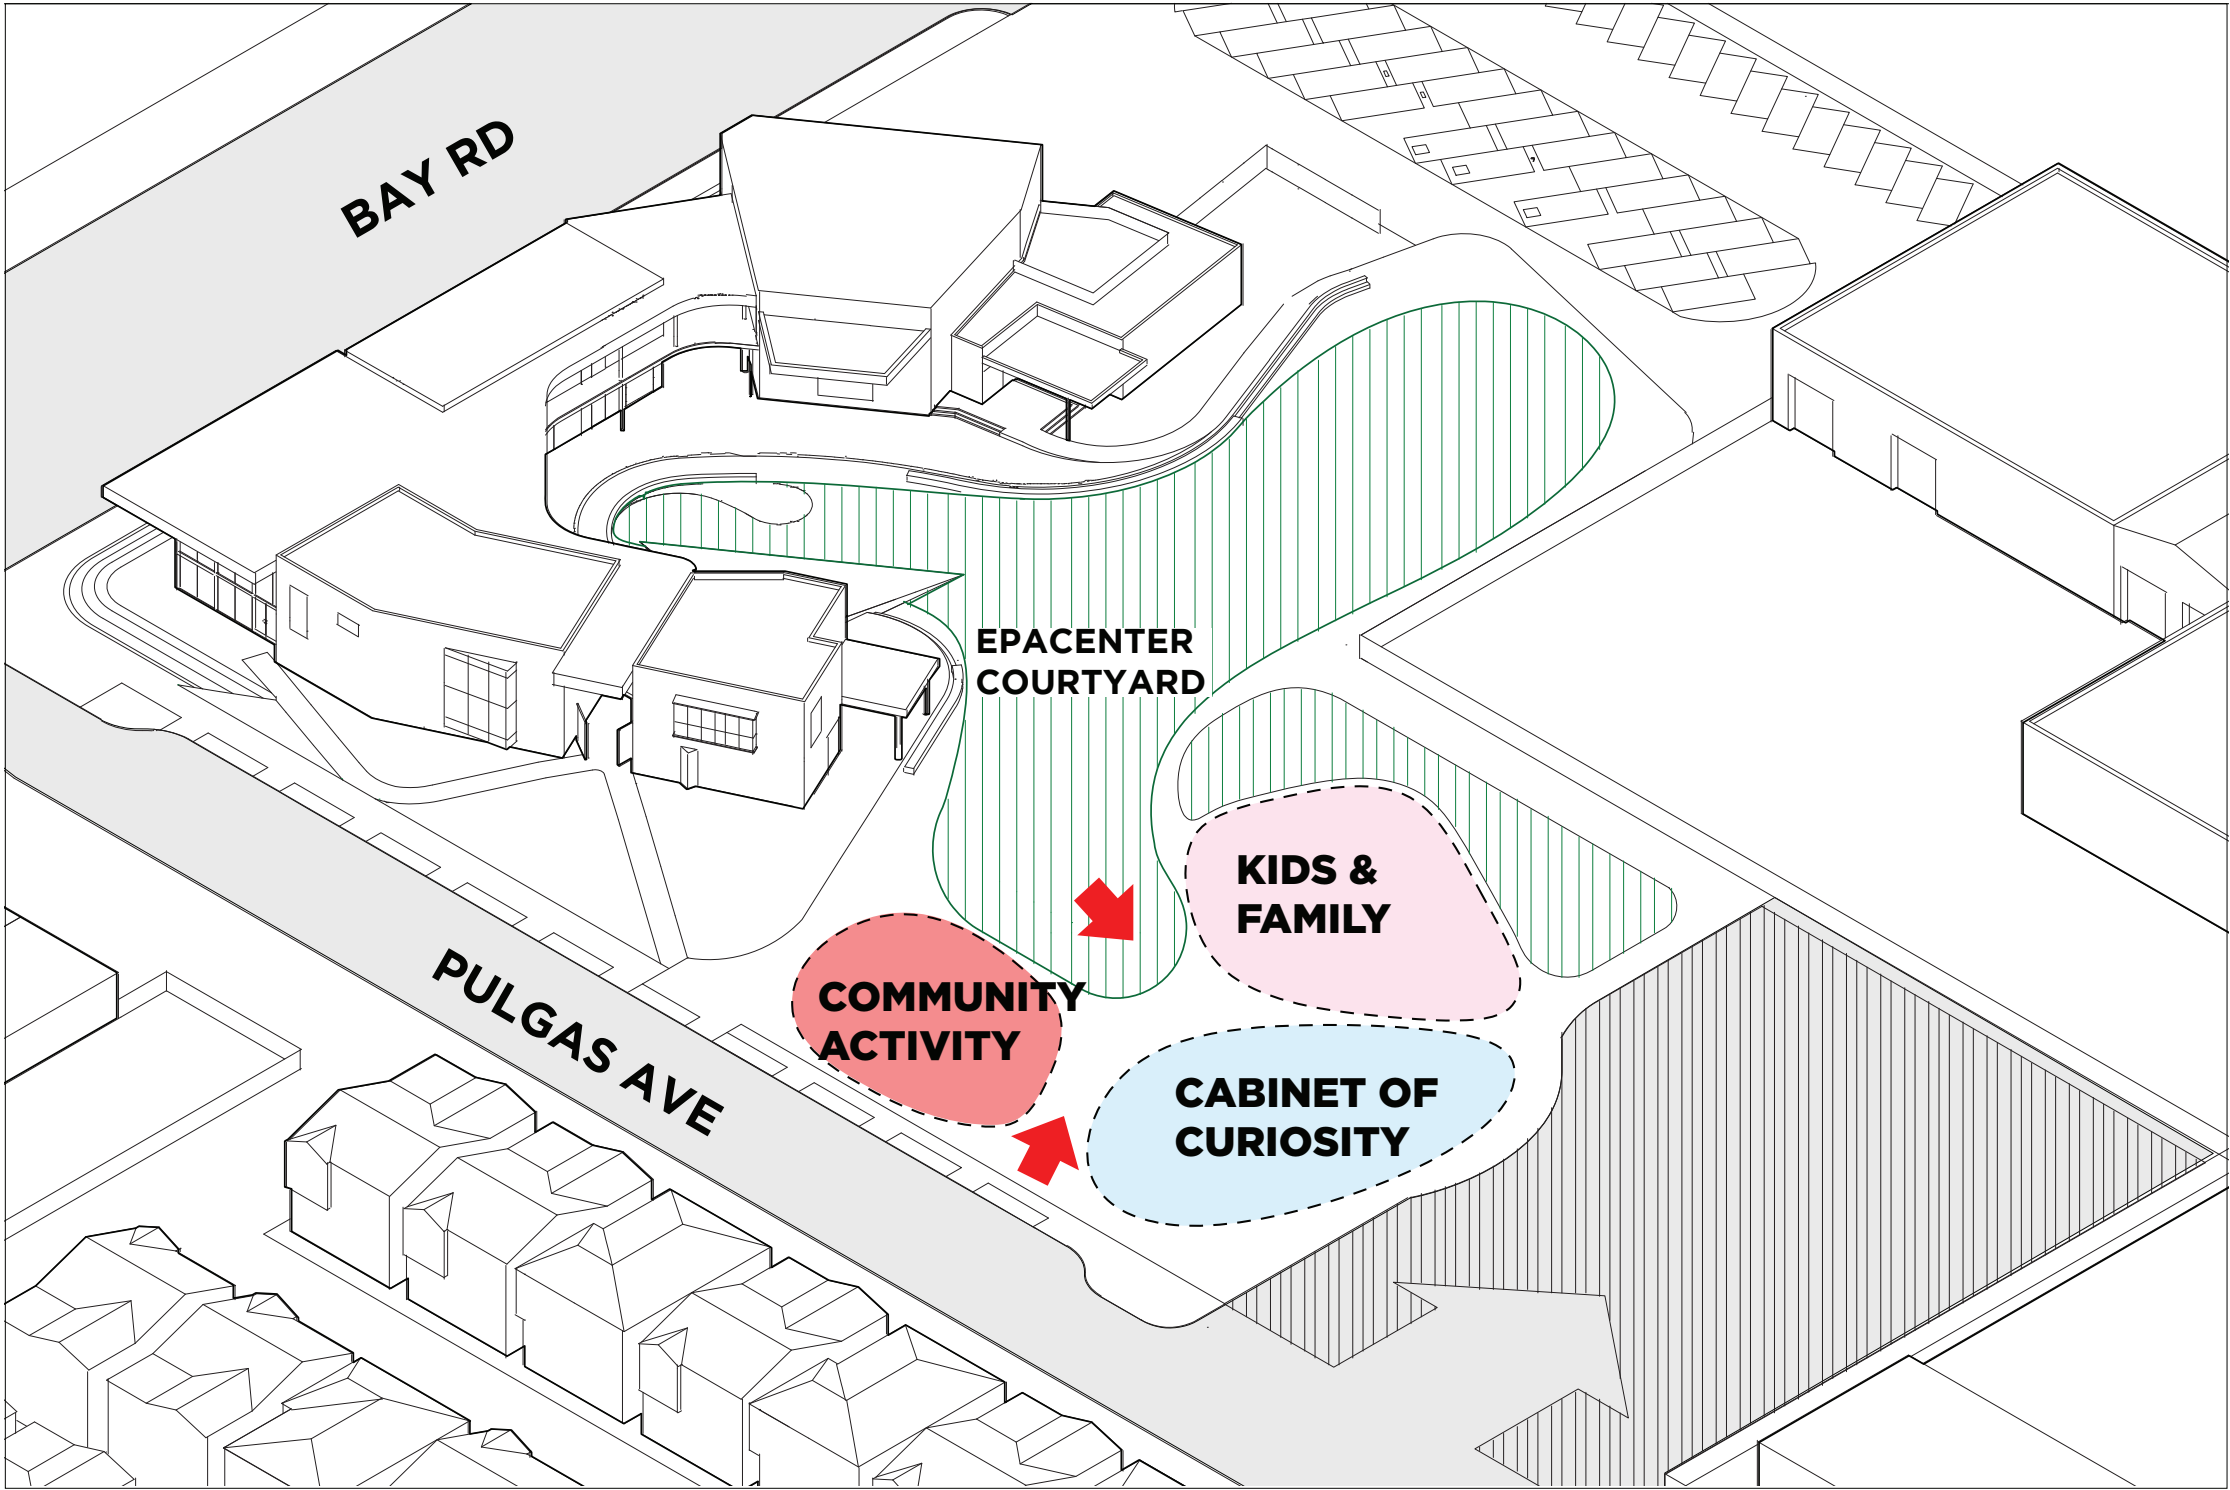 BAY RD
EPACENTER
COURTYARD
KIDS &
FAMILY
COMMUNITY
ACTIVITY
PULGAS AVE
CABINET OF
CURIOSITY